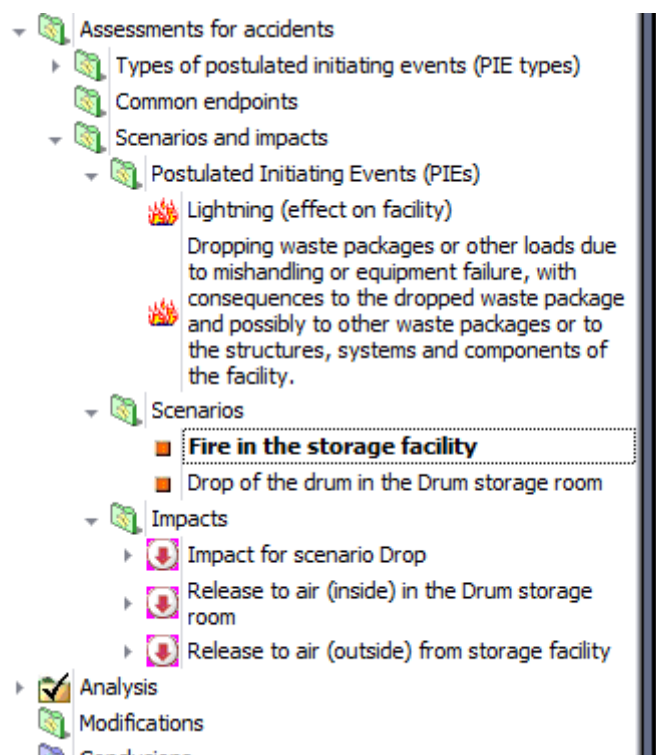 Assessments for accidents
Types of postulated initiating events (PIE types)
Common endpoints
Scenarios and impacts
Postulated Initiating Events (PIEs)
Lightning (effect on facility)
Dropping waste packages or other loads due
to mishandling or equipment failure, with
consequences to the dropped waste package
and possibly to other waste packages or to
the structures, systems and components of
the facility.
Scenarios
Fire in the storage facility
Drop of the drum in the Drum storage room
Impacts
Impact for scenario Drop
Release to air (inside) in the Drum storage
room
Release to air (outside) from storage facility
Analysis
Modifications
Conclusions